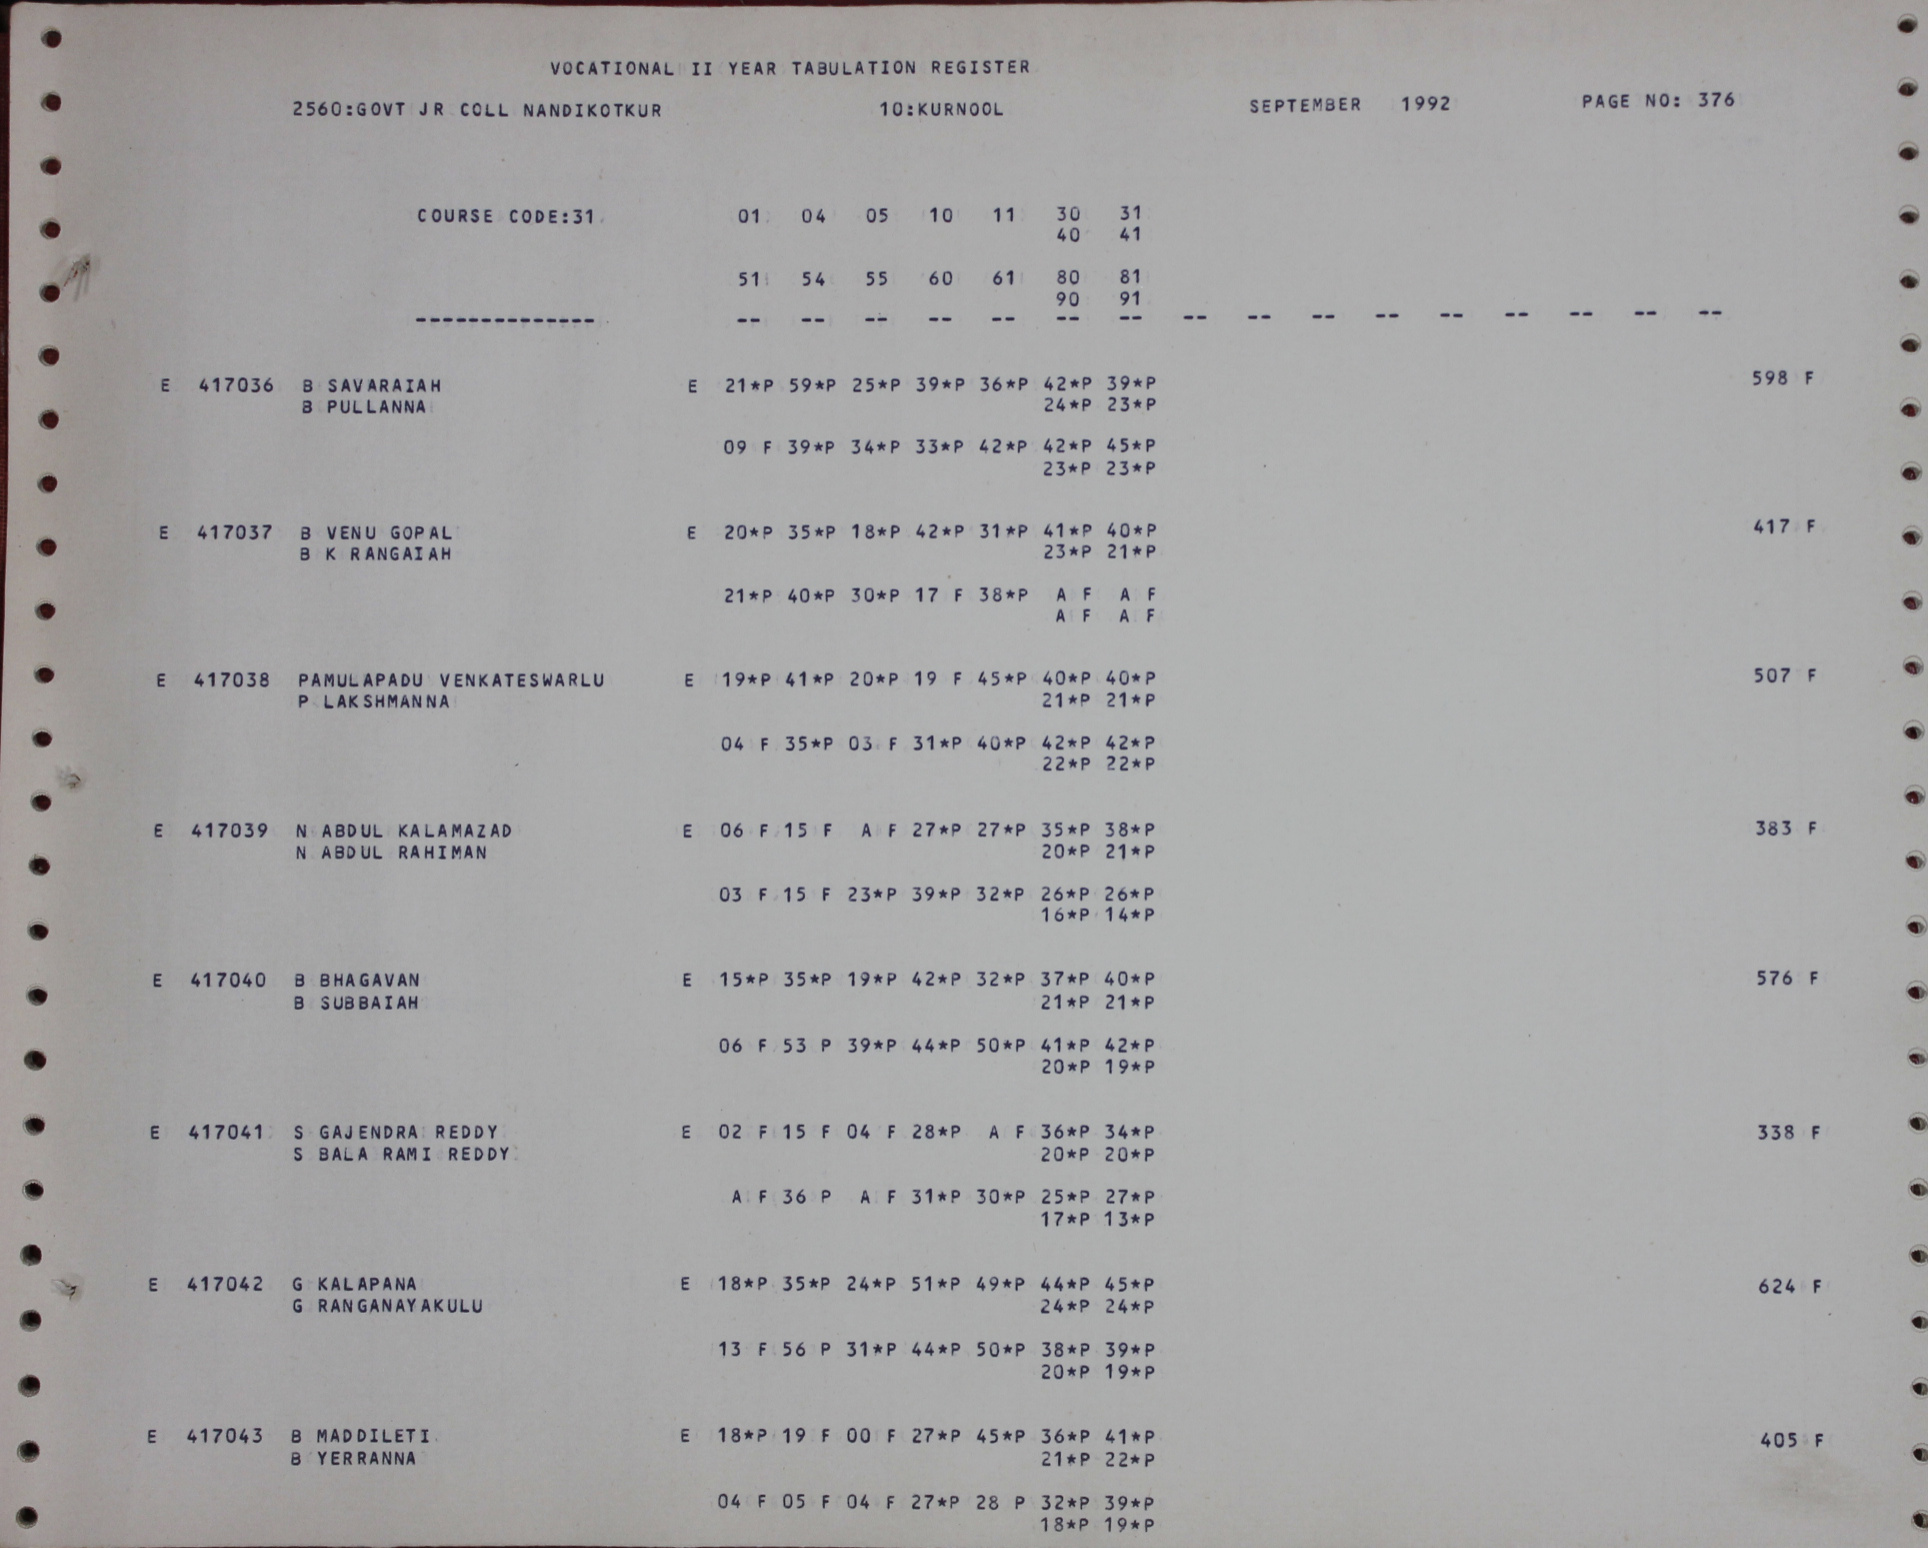 VOCATIONAL II YEAR TABULATION REGISTER
2560:GOVT JR COLL NANDIKOTKUR 10:KURNOOL SEPTEMBER 1992 PAGE NO: 376
COURSE CODE:31 01 04 05 10 11 30 31
40 41
51 54 55 60 61 80 81
90 91
-------------- -- -- -- -- -- -- -- -- -- -- -- -- -- -- -- --
E 417036 B SAVARAIAH E 21*P 59*P 25*P 39*P 36*P 42*P 39*P 598 F
B PULLANNA 24*P 23*P
09 F 39*P 34*P 33*P 42*P 42*P 45*P
23*P 23*P
E 417037 B VENU GOPAL E 20*P 35*P 18*P 42*P 31*P 41*P 40*P 417 F
B K RANGAIAH 23*P 21*P
21*P 40*P 30*P 17 F 38*P A F A F
A F A F
E 417038 PAMULAPADU VENKATESWARLU E 19*P 41*P 20*P 19 F 45*P 40*P 40*P 507 F
P LAKSHMANNA 21*P 21*P
04 F 35*P 03 F 31*P 40*P 42*P 42*P
22*P 22*P
E 417039 N ABDUL KALAMAZAD E 06 F 15 F A F 27*P 27*P 35*P 38*P 383 F
N ABDUL RAHIMAN 20*P 21*P
03 F 15 F 23*P 39*P 32*P 26*P 26*P
16*P 14*P
E 417040 B BHAGAVAN E 15*P 35*P 19*P 42*P 32*P 37*P 40*P 576 F
B SUBBAIAH 21*P 21*P
06 F 53 P 39*P 44*P 50*P 41*P 42*P
20*P 19*P
E 417041 S GAJENDRA REDDY E 02 F 15 F 04 F 28*P A F 36*P 34*P 338 F
S BALA RAMI REDDY 20*P 20*P
A F 36 P A F 31*P 30*P 25*P 27*P
17*P 13*P
E 417042 G KALAPANA E 18*P 35*P 24*P 51*P 49*P 44*P 45*P 624 F
G RANGANAYAKULU 24*P 24*P
13 F 56 P 31*P 44*P 50*P 38*P 39*P
20*P 19*P
E 417043 B MADDILETI E 18*P 19 F 00 F 27*P 45*P 36*P 41*P 405 F
B YERRANNA 21*P 22*P
04 F 05 F 04 F 27*P 28 P 32*P 39*P
18*P 19*P